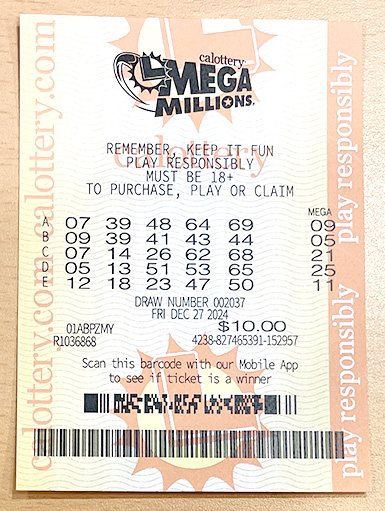 calottery
MEGA
MILLIONS
REMEMBER, KEEP IT FUN
PLAY RESPONSIBLY
MUST BE 18+
TO PURCHASE, PLAY OR CLAIM
MEGA
A 07 39 48 64 69 09
B 09 39 41 43 44 05
C 07 14 26 62 68 21
D 05 13 51 53 65 25
E 12 18 23 47 50 11
DRAW NUMBER 002037
FRI DEC 27 2024
01ABPZMY $10.00
R1036868 4238-827465391-152957
Scan this barcode with our Mobile App
to see if ticket is a winner
calottery.com calottery.com
play responsibly
play responsibly
calottery